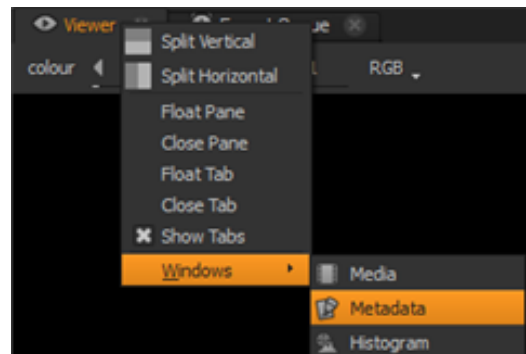 Viewer
Split Vertical
colour
Split Horizontal
RGB
Float Pane
Close Pane
Float Tab
Close Tab
Show Tabs
Windows
Media
Metadata
Histogram